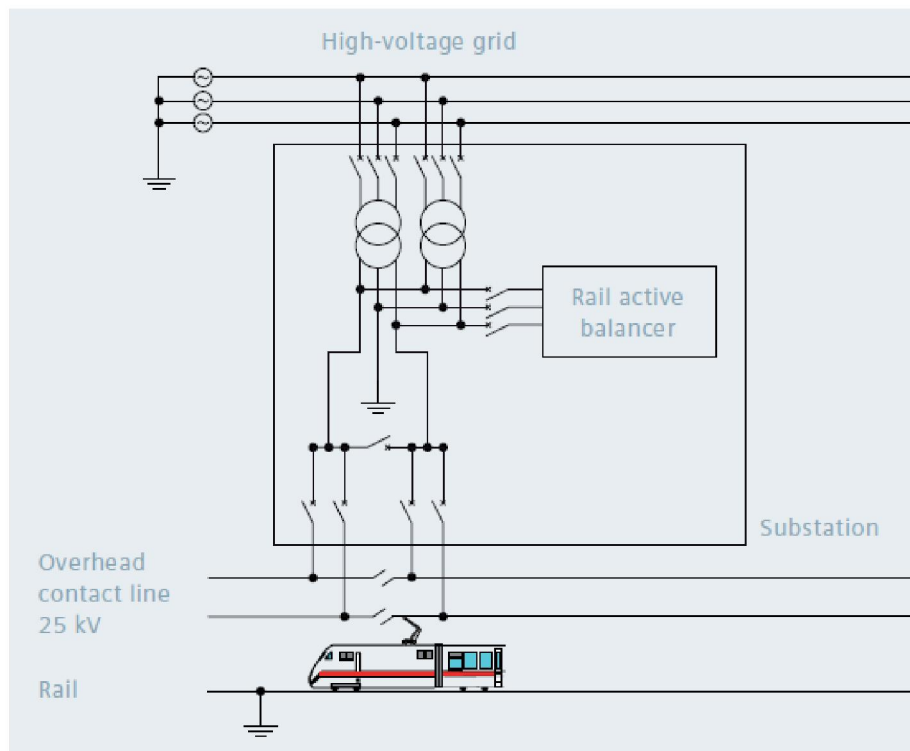 High-voltage grid
Rail active
balancer
Substation
Overhead
contact line
25 kV
Rail